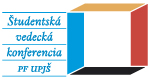 Študentská
vedecká
konferencia
PF UPJŠ